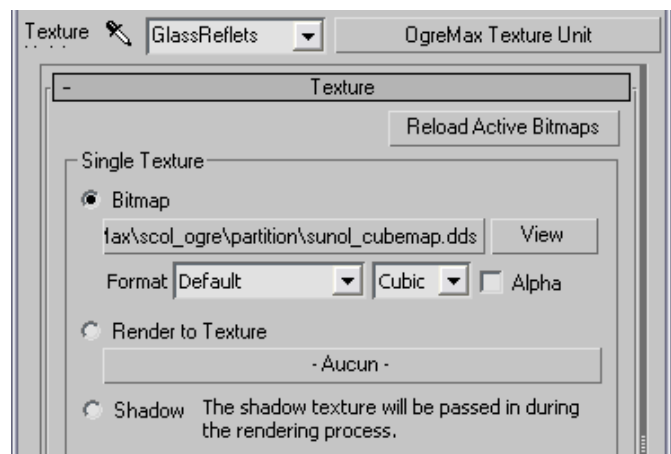 Texture GlassReflets OgreMax Texture Unit
- Texture
Reload Active Bitmaps
Single Texture
Bitmap
1ax\scol_ogre\partition\sunol_cubemap.dds View
Format Default Cubic Alpha
Render to Texture
- Aucun -
Shadow The shadow texture will be passed in during
the rendering process.